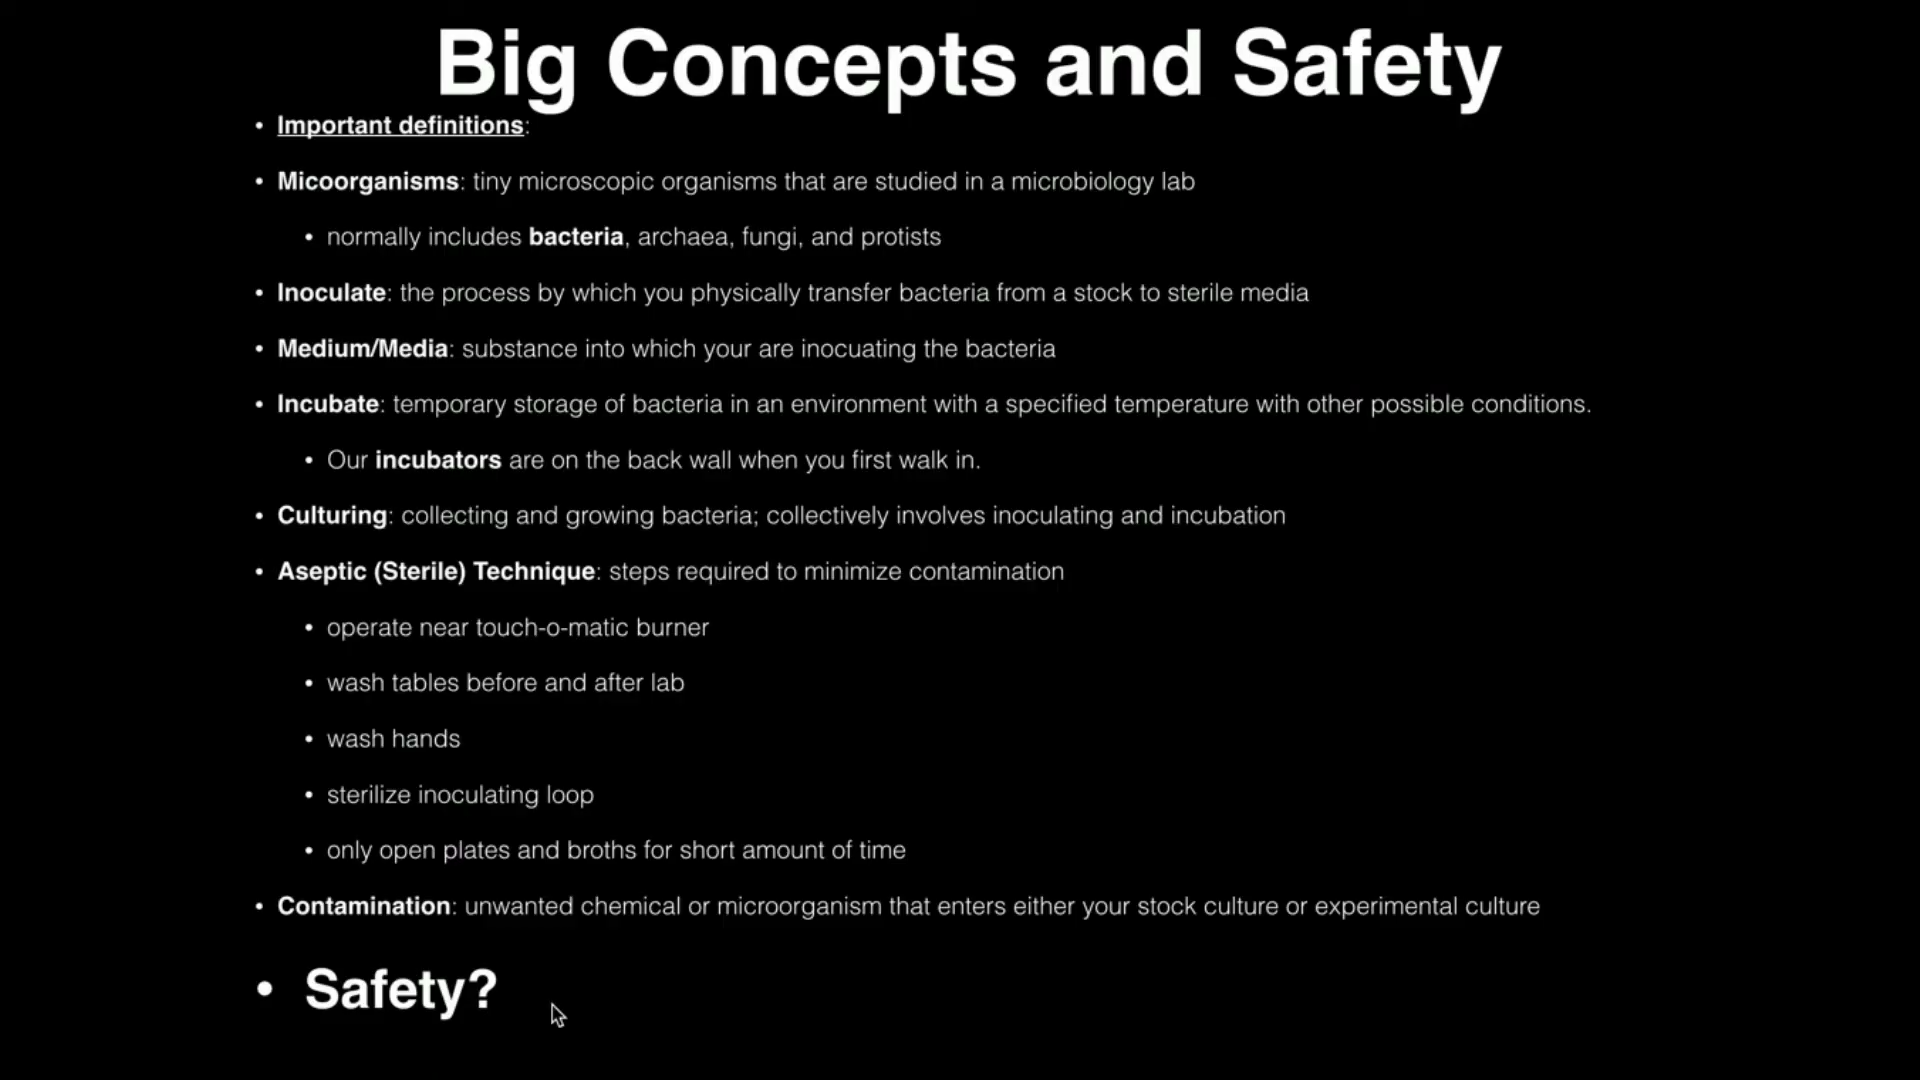 Big Concepts and Safety
• Important definitions:
• Micoorganisms: tiny microscopic organisms that are studied in a microbiology lab
• normally includes bacteria, archaea, fungi, and protists
• Inoculate: the process by which you physically transfer bacteria from a stock to sterile media
• Medium/Media: substance into which your are inocuating the bacteria
• Incubate: temporary storage of bacteria in an environment with a specified temperature with other possible conditions.
• Our incubators are on the back wall when you first walk in.
• Culturing: collecting and growing bacteria; collectively involves inoculating and incubation
• Aseptic (Sterile) Technique: steps required to minimize contamination
• operate near touch-o-matic burner
• wash tables before and after lab
• wash hands
• sterilize inoculating loop
• only open plates and broths for short amount of time
• Contamination: unwanted chemical or microorganism that enters either your stock culture or experimental culture
• Safety?